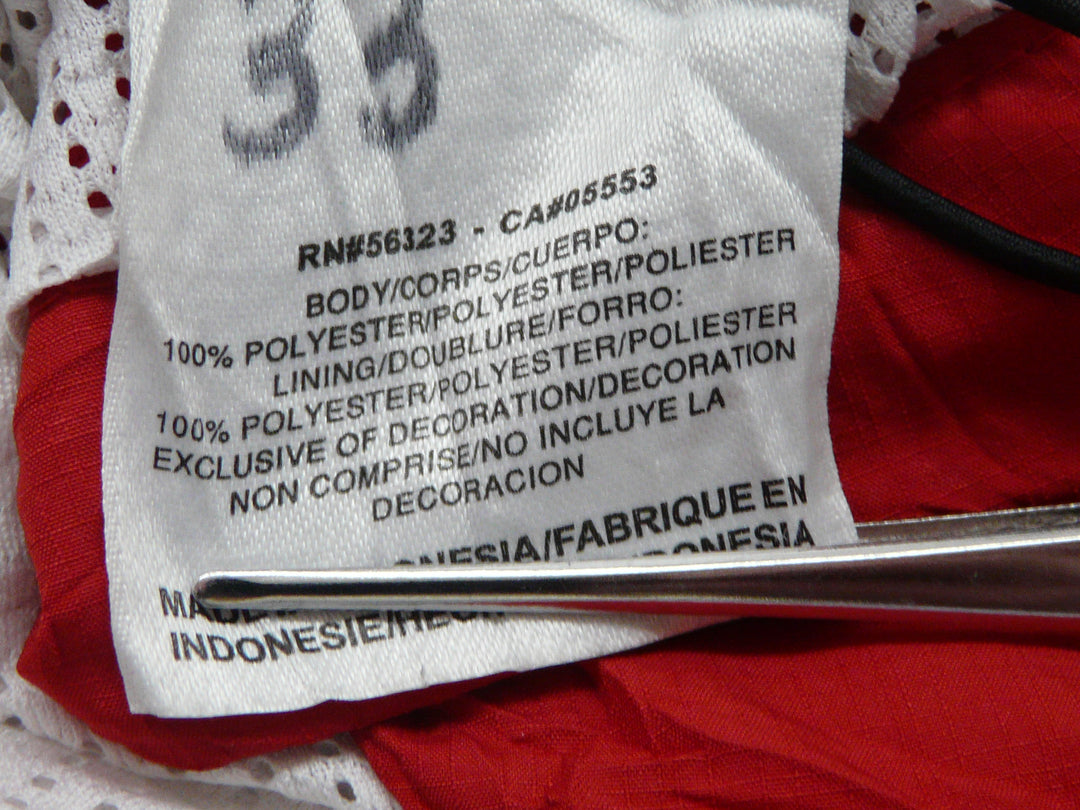 33
RN#56323 - CA#05553
BODY/CORPS/CUERPO:
100% POLYESTER/POLYESTER/POLIESTER
LINING/DOUBLURE/FORRO:
100% POLYESTER/POLYESTER/POLIESTER
EXCLUSIVE OF DECORATION/DECORATION
NON COMPRISE/NO INCLUYE LA
DECORACION
FABRIQUE EN
INDONESIE/